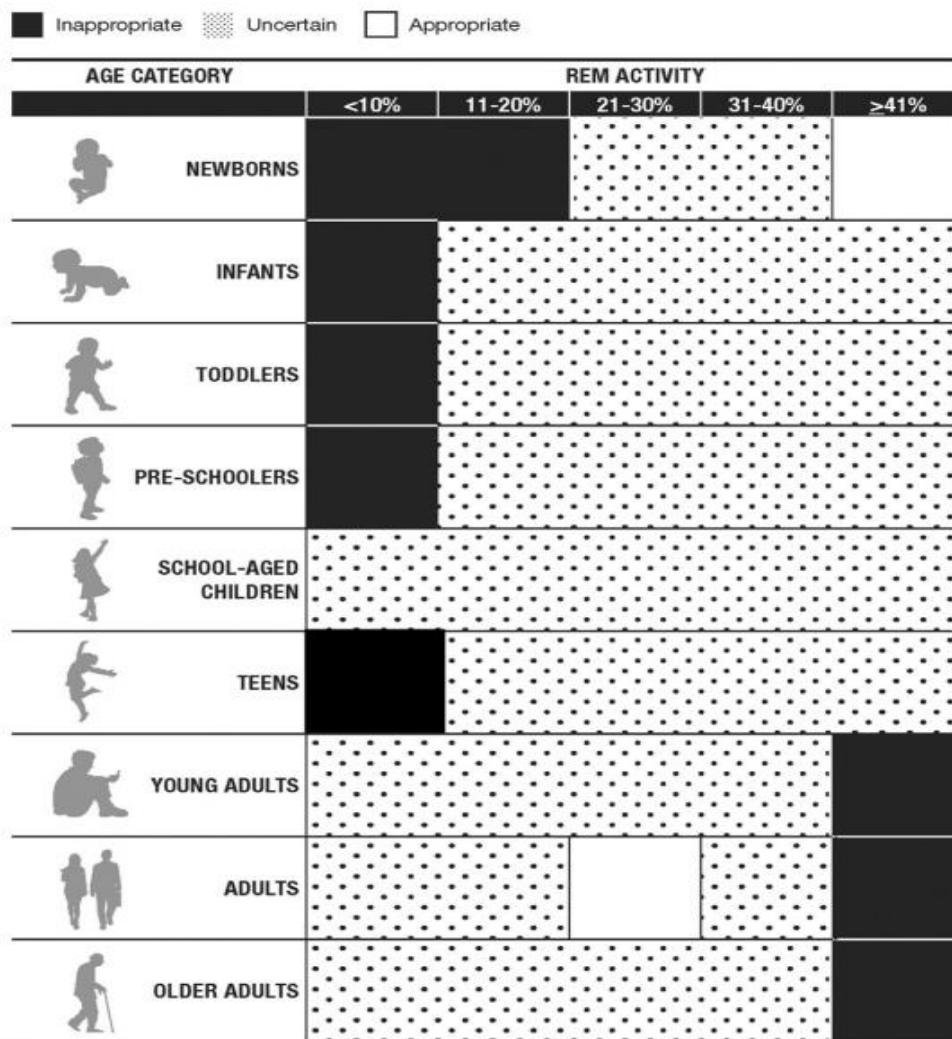 Inappropriate Uncertain Appropriate
AGE CATEGORY REM ACTIVITY
<10% 11-20% 21-30% 31-40% ≥41%
NEWBORNS
INFANTS
TODDLERS
PRE-SCHOOLERS
SCHOOL-AGED
CHILDREN
TEENS
YOUNG ADULTS
ADULTS
OLDER ADULTS